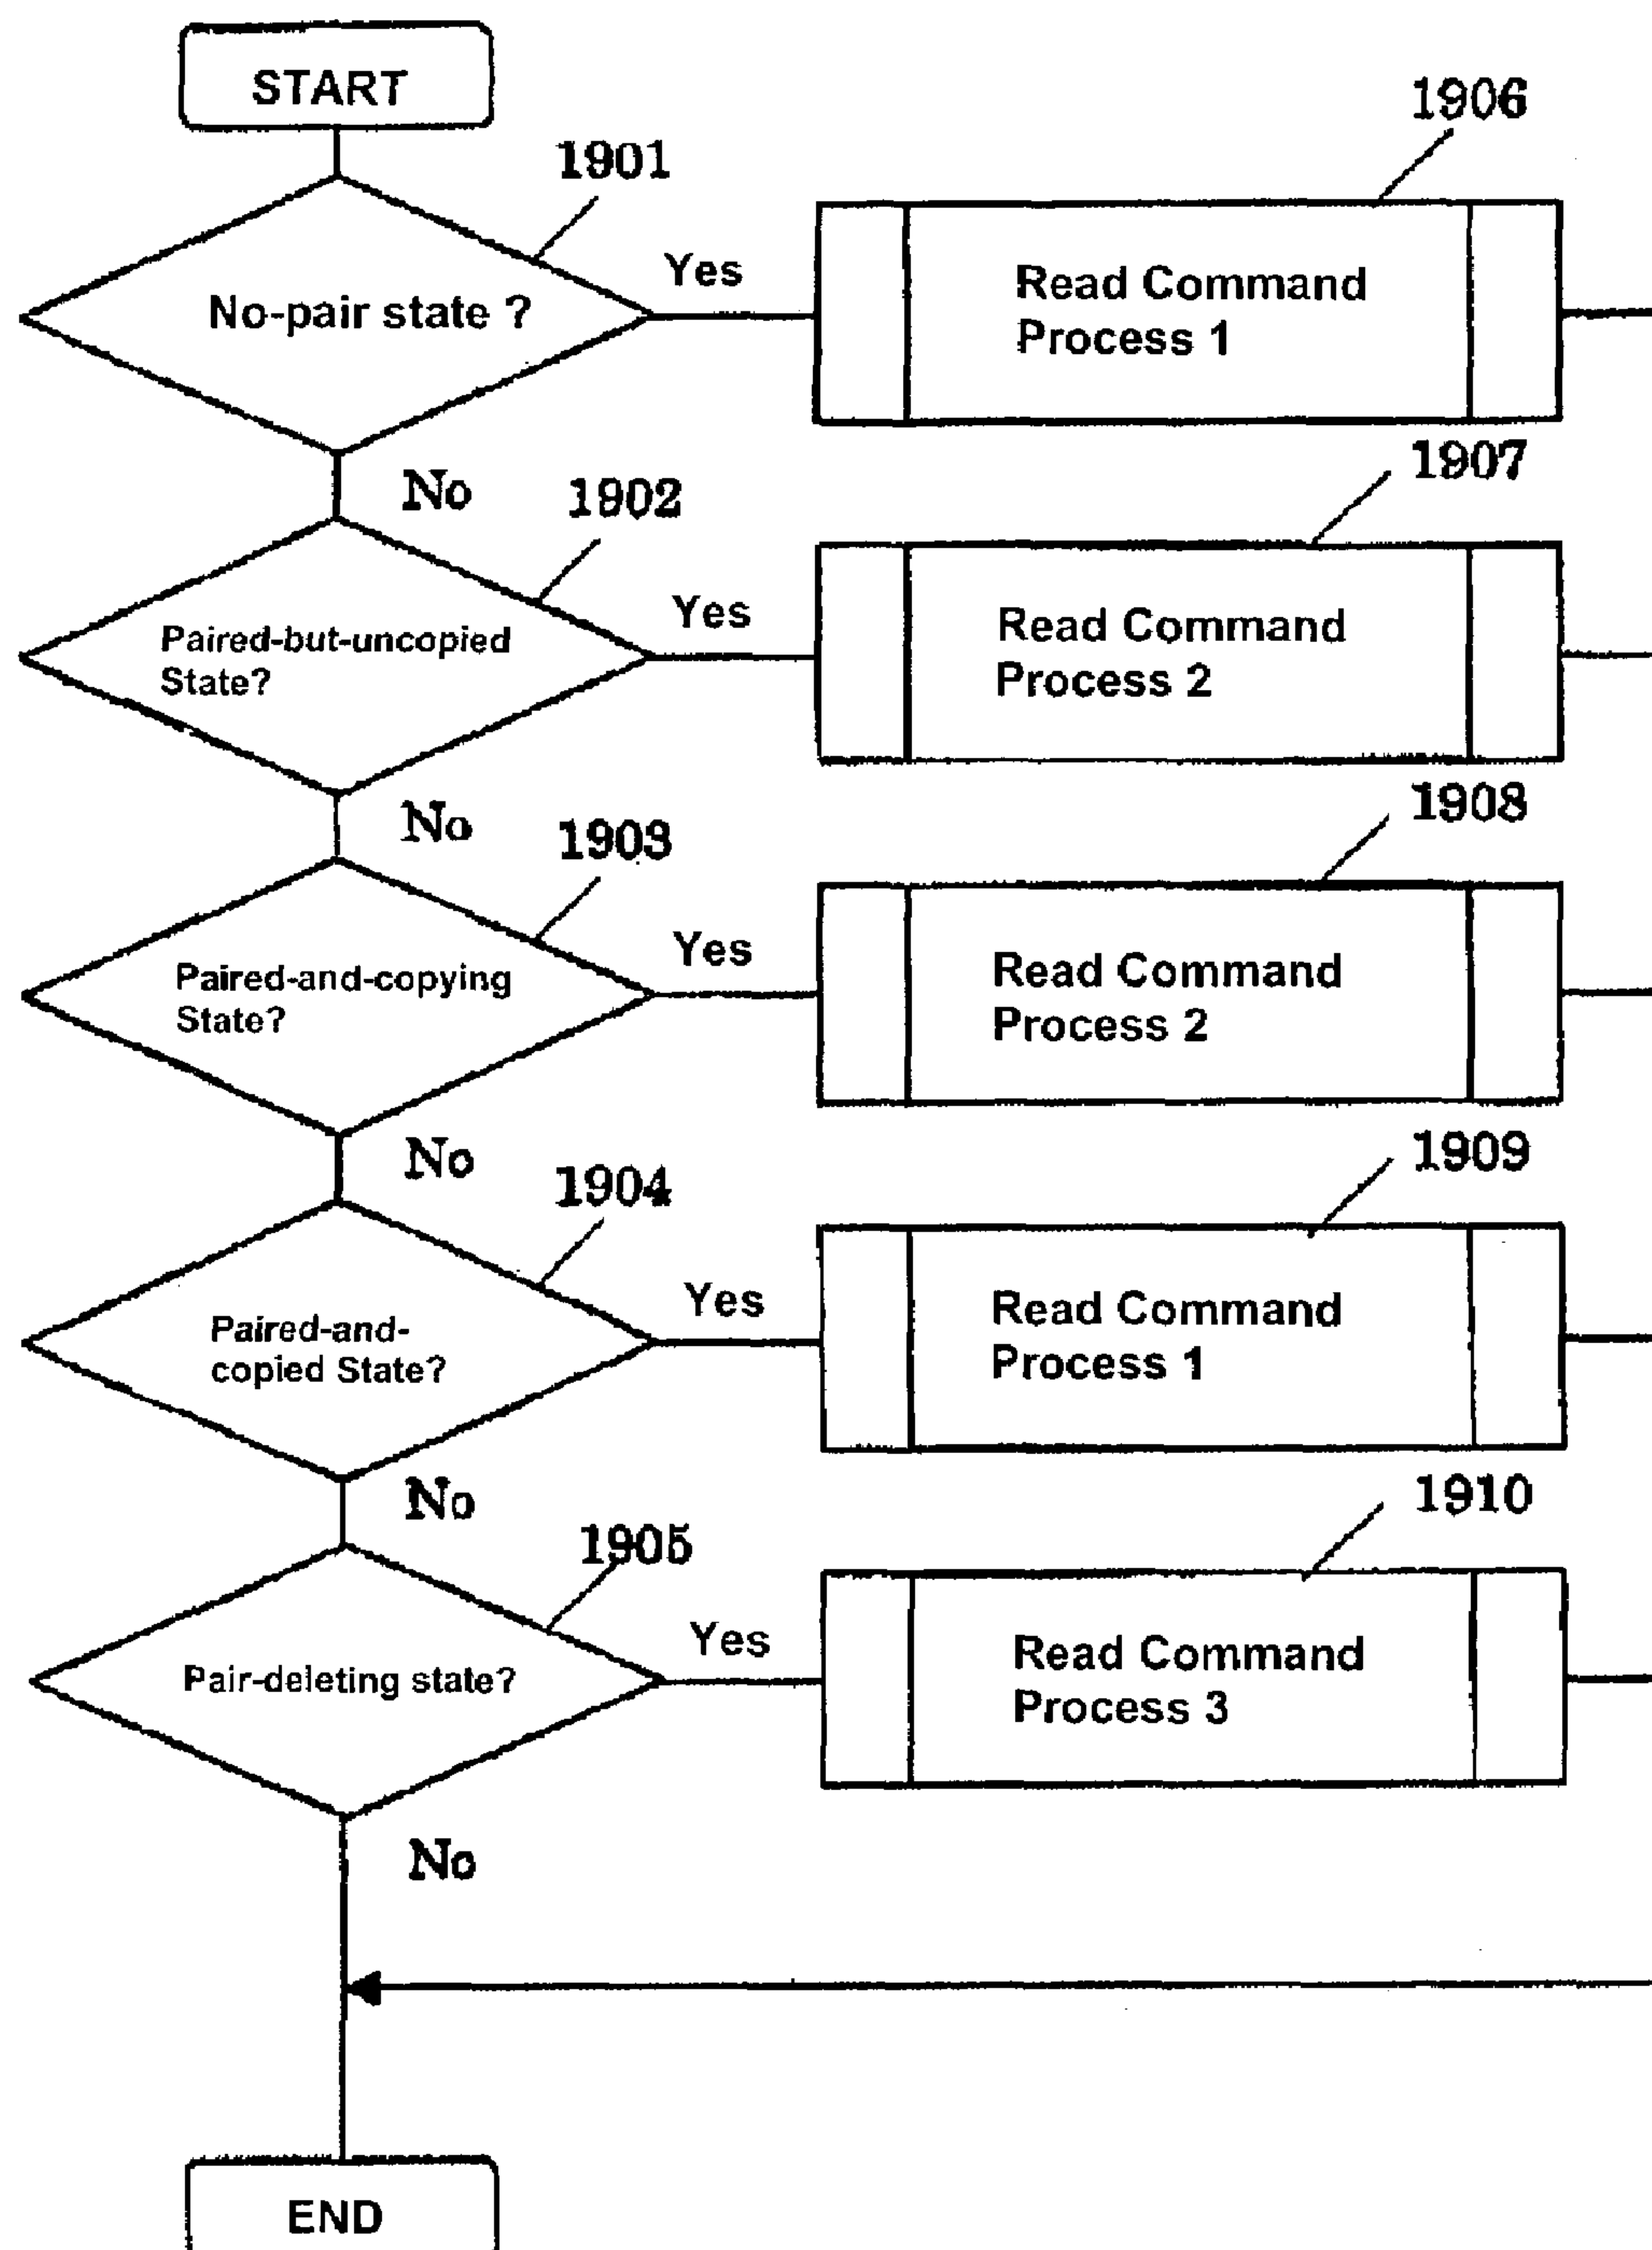 START
1901
1906
No-pair state ?
Yes
Read Command
Process 1
No
1902
1907
Paired-but-uncopied
State?
Yes
Read Command
Process 2
No
1903
1908
Paired-and-copying
State?
Yes
Read Command
Process 2
No
1904
1909
Paired-and-
copied State?
Yes
Read Command
Process 1
No
1905
1910
Pair-deleting state?
Yes
Read Command
Process 3
No
END